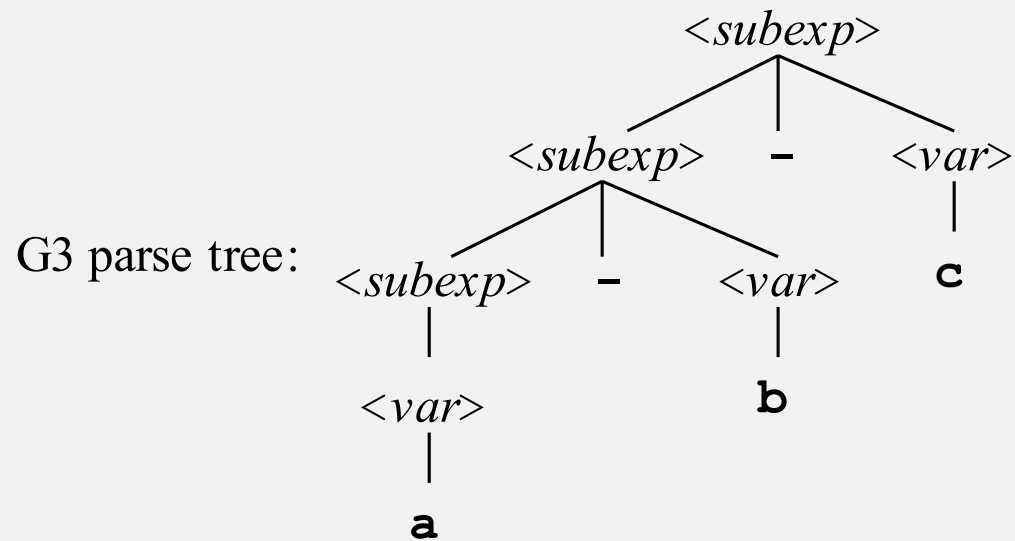 <subexp>
<subexp> - <var>
G3 parse tree:
<subexp> - <var> c
<var> b
a